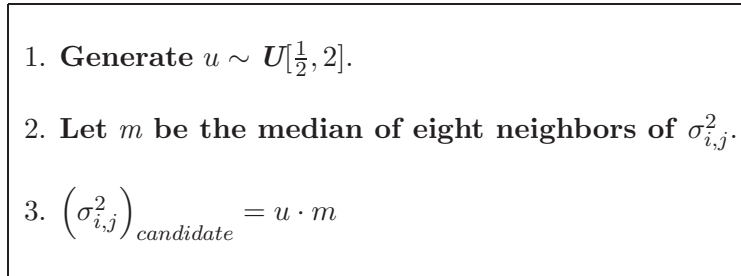 1. Generate u ∼ U[1/2, 2].
2. Let m be the median of eight neighbors of σ²_{i,j}.
3. (σ²_{i,j})_{candidate} = u · m